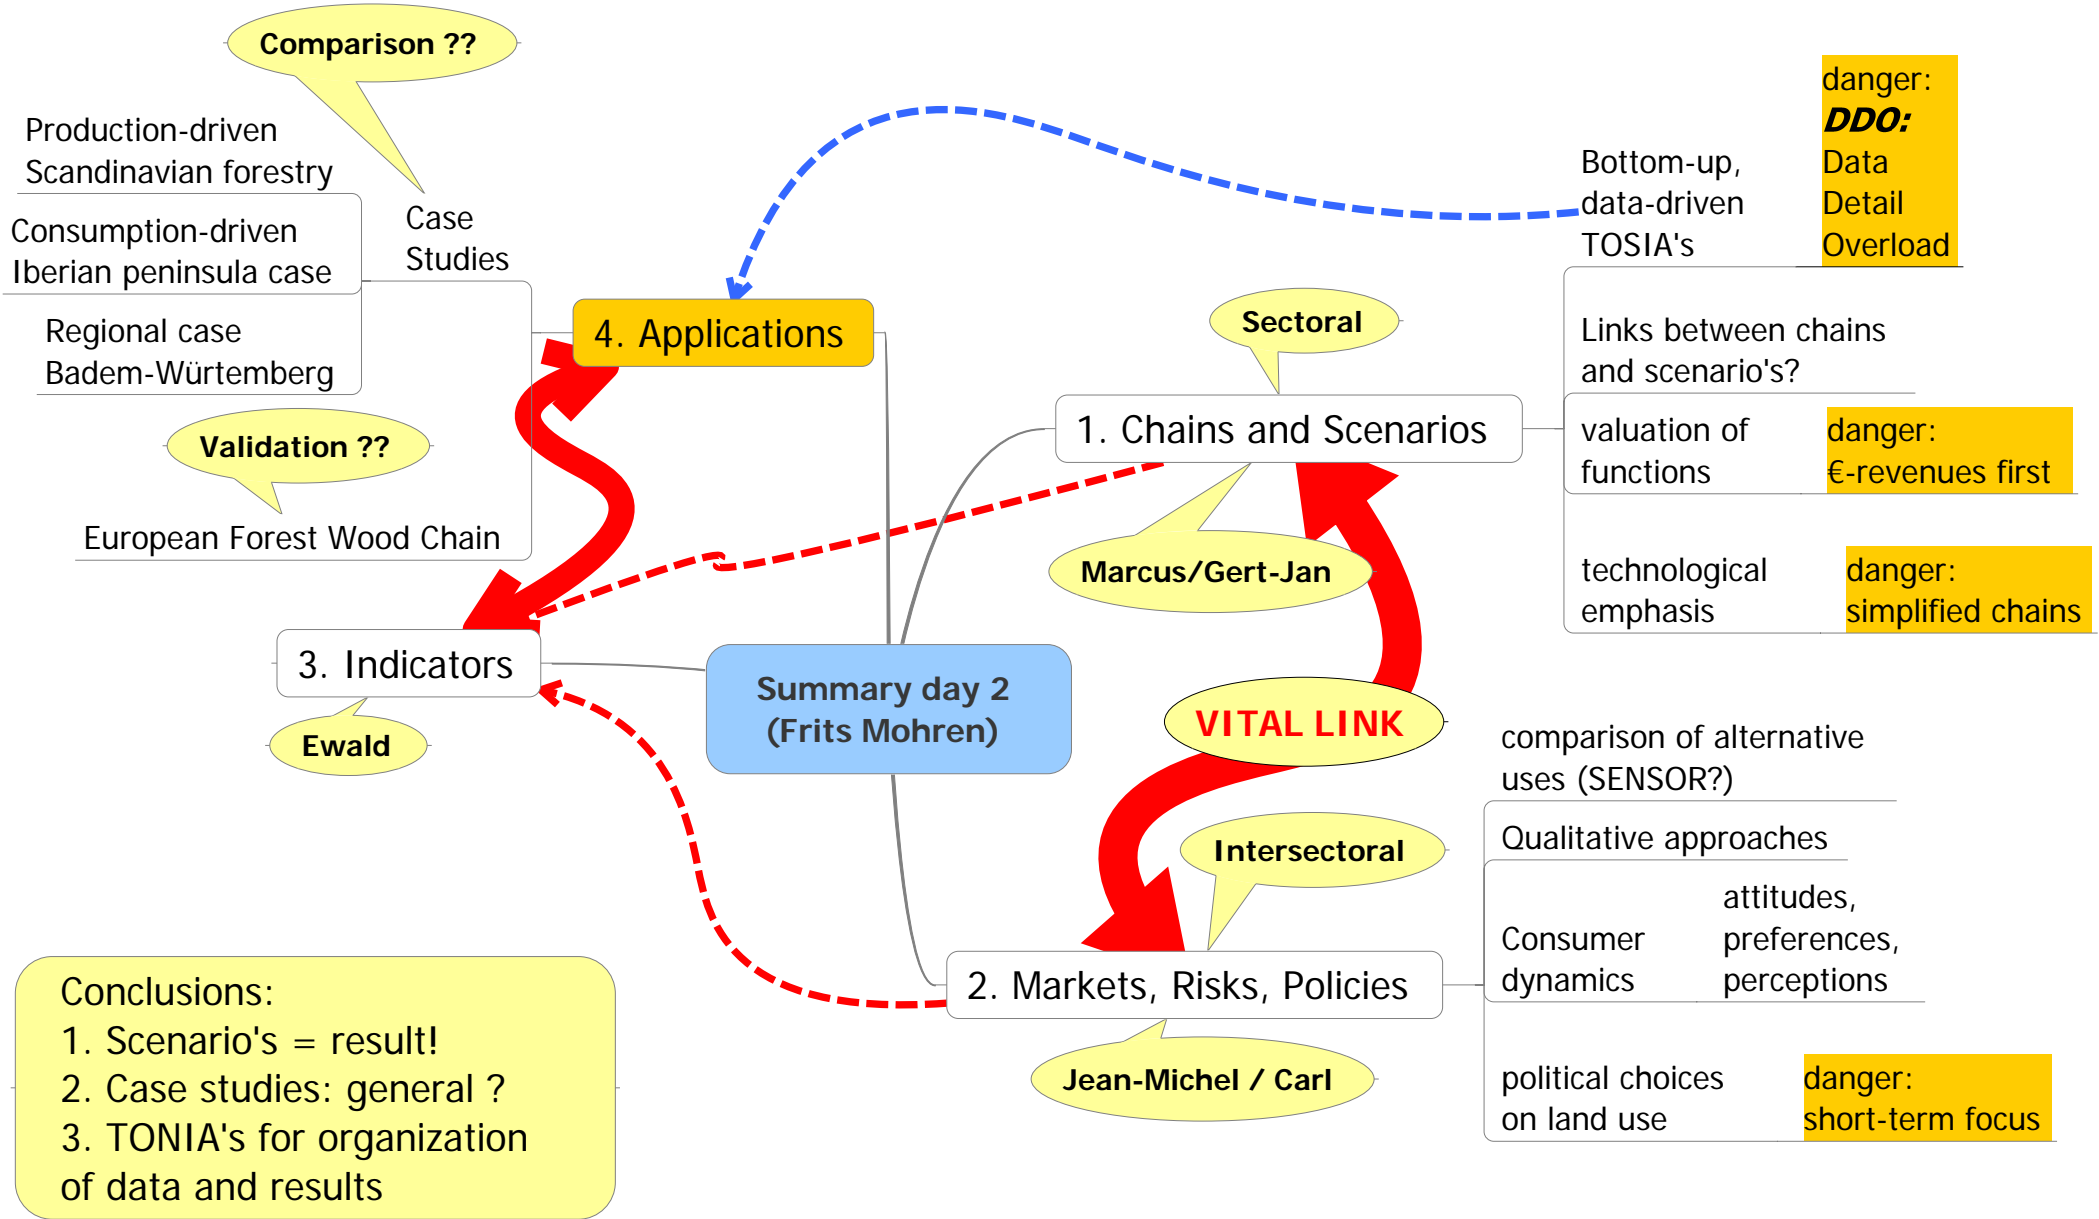 Comparison ??
Production-driven
Scandinavian forestry
Consumption-driven
Iberian peninsula case
Regional case
Badem-Würtemberg
Case
Studies
Validation ??
European Forest Wood Chain
4. Applications
3. Indicators
Ewald
Summary day 2
(Frits Mohren)
Sectoral
1. Chains and Scenarios
Marcus/Gert-Jan
Bottom-up,
data-driven
TOSIA's
danger:
DDO:
Data
Detail
Overload
Links between chains
and scenario's?
valuation of
functions
danger:
€-revenues first
technological
emphasis
danger:
simplified chains
VITAL LINK
Intersectoral
2. Markets, Risks, Policies
Jean-Michel / Carl
comparison of alternative
uses (SENSOR?)
Qualitative approaches
Consumer
dynamics
attitudes,
preferences,
perceptions
political choices
on land use
danger:
short-term focus
Conclusions:
1. Scenario's = result!
2. Case studies: general ?
3. TONIA's for organization
of data and results